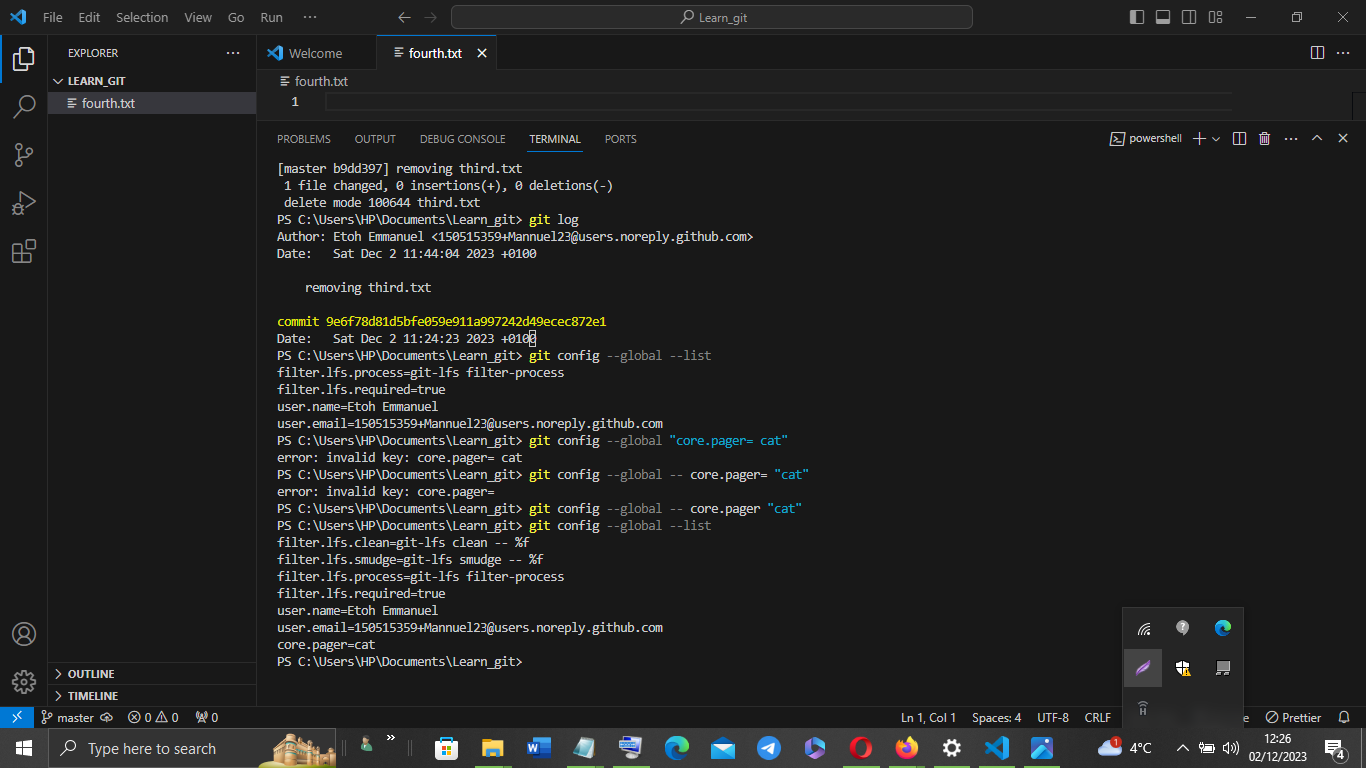 File Edit Selection View Go Run ··· Learn_git
EXPLORER ···
LEARN_GIT
fourth.txt
Welcome
fourth.txt
fourth.txt
1
PROBLEMS OUTPUT DEBUG CONSOLE TERMINAL PORTS
powershell
[master b9dd397] removing third.txt
1 file changed, 0 insertions(+), 0 deletions(-)
delete mode 100644 third.txt
PS C:\Users\HP\Documents\Learn_git> git log
Author: Etoh Emmanuel <150515359+Mannuel23@users.noreply.github.com>
Date:   Sat Dec 2 11:44:04 2023 +0100
removing third.txt
commit 9e6f78d81d5bfe059e911a997242d49ecec872e1
Date:   Sat Dec 2 11:24:23 2023 +0100
PS C:\Users\HP\Documents\Learn_git> git config --global --list
filter.lfs.process=git-lfs filter-process
filter.lfs.required=true
user.name=Etoh Emmanuel
user.email=150515359+Mannuel23@users.noreply.github.com
PS C:\Users\HP\Documents\Learn_git> git config --global "core.pager= cat"
error: invalid key: core.pager= cat
PS C:\Users\HP\Documents\Learn_git> git config --global -- core.pager= "cat"
error: invalid key: core.pager=
PS C:\Users\HP\Documents\Learn_git> git config --global -- core.pager "cat"
PS C:\Users\HP\Documents\Learn_git> git config --global --list
filter.lfs.clean=git-lfs clean -- %f
filter.lfs.smudge=git-lfs smudge -- %f
filter.lfs.process=git-lfs filter-process
filter.lfs.required=true
user.name=Etoh Emmanuel
user.email=150515359+Mannuel23@users.noreply.github.com
core.pager=cat
PS C:\Users\HP\Documents\Learn_git>
OUTLINE
TIMELINE
master 0 0 0
Ln 1, Col 1 Spaces: 4 UTF-8 CRLF Prettier
Type here to search
1 4°C
12:26
02/12/2023
4